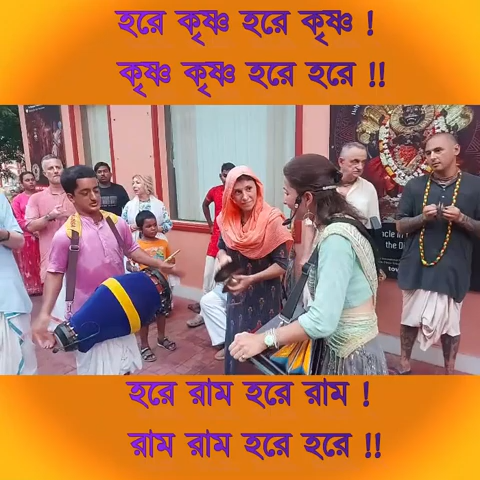 হরে কৃষ্ণ হরে কৃষ্ণ !
কৃষ্ণ কৃষ্ণ হরে হরে !!
হরে রাম হরে রাম !
রাম রাম হরে হরে !!